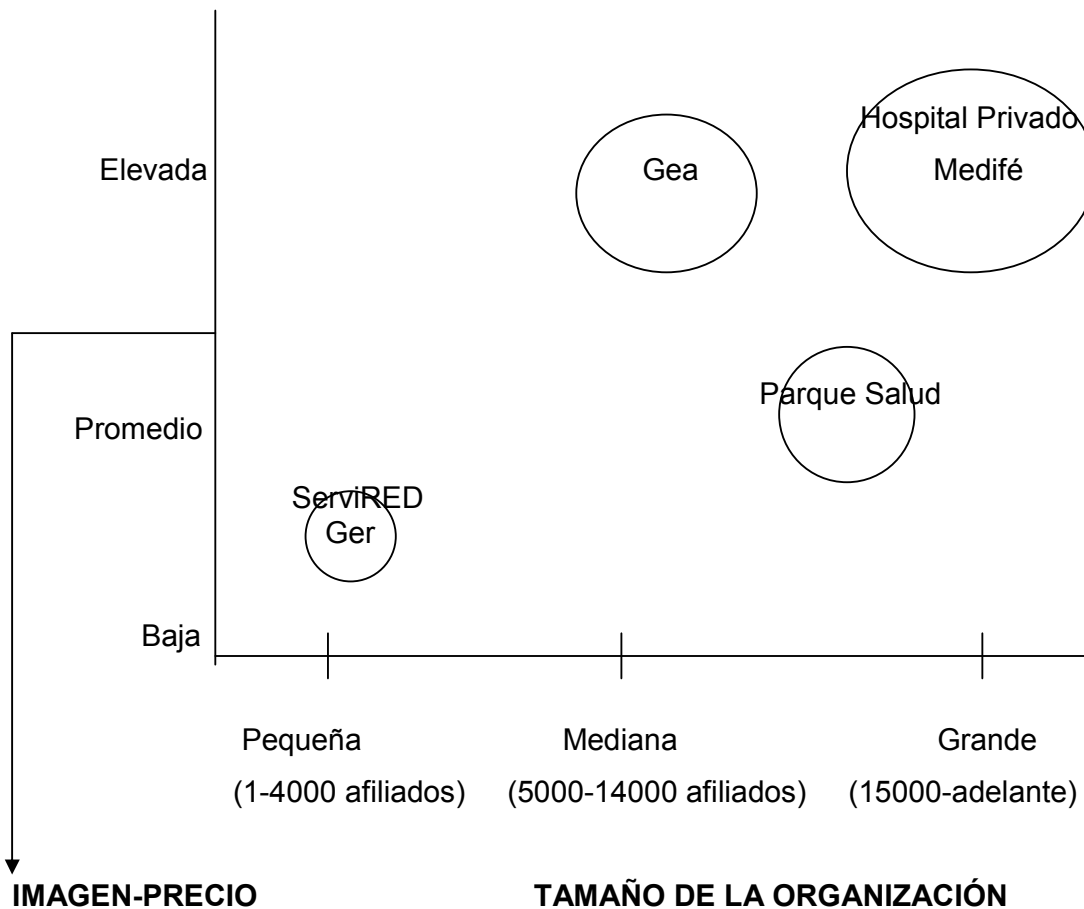 Hospital Privado
Elevada
Gea
Medifé
Parque Salud
Promedio
ServiRED
Ger
Baja
Pequeña
Mediana
Grande
(1-4000 afiliados)
(5000-14000 afiliados)
(15000-adelante)
IMAGEN-PRECIO
TAMAÑO DE LA ORGANIZACIÓN